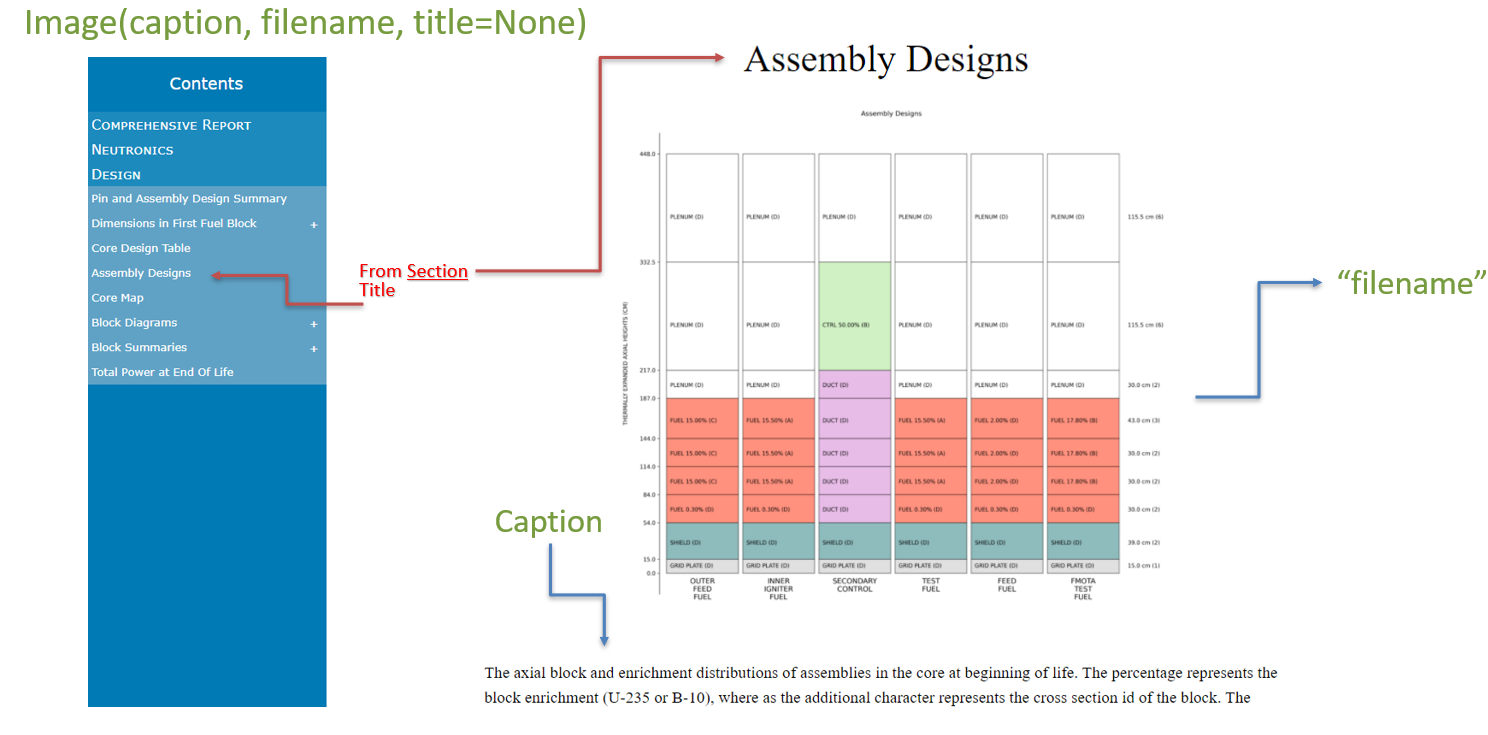 Image(caption, filename, title=None)
Contents
COMPREHENSIVE REPORT
NEUTRONICS
DESIGN
Pin and Assembly Design Summary
Dimensions in First Fuel Block +
Core Design Table
Assembly Designs
Core Map
Block Diagrams +
Block Summaries +
Total Power at End Of Life
From Section
Title
Assembly Designs
Assembly Designs
THERMALLY EXPANDED AXIAL HEIGHTS (CM)
448.0
PLENUM (D) PLENUM (D) PLENUM (D) PLENUM (D) PLENUM (D) PLENUM (D) 115.5 cm (6)
332.5
PLENUM (D) PLENUM (D) CTRL 50.00% (B) PLENUM (D) PLENUM (D) PLENUM (D) 115.5 cm (6)
217.0
PLENUM (D) PLENUM (D) DUCT (D) PLENUM (D) PLENUM (D) PLENUM (D) 30.0 cm (2)
187.0
FUEL 15.00% (C) FUEL 15.50% (A) DUCT (D) FUEL 15.50% (A) FUEL 2.00% (D) FUEL 17.80% (B) 43.0 cm (3)
144.0
FUEL 15.00% (C) FUEL 15.50% (A) DUCT (D) FUEL 15.50% (A) FUEL 2.00% (D) FUEL 17.80% (B) 30.0 cm (2)
114.0
FUEL 15.00% (C) FUEL 15.50% (A) DUCT (D) FUEL 15.50% (A) FUEL 2.00% (D) FUEL 17.80% (B) 30.0 cm (2)
84.0
FUEL 0.30% (D) FUEL 0.30% (D) DUCT (D) FUEL 0.30% (D) FUEL 0.30% (D) FUEL 0.30% (D) 30.0 cm (2)
54.0
SHIELD (D) SHIELD (D) SHIELD (D) SHIELD (D) SHIELD (D) SHIELD (D) 39.0 cm (2)
15.0
GRID PLATE (D) GRID PLATE (D) GRID PLATE (D) GRID PLATE (D) GRID PLATE (D) GRID PLATE (D) 15.0 cm (1)
0.0
OUTER INNER SECONDARY TEST FEED FMOTA
FEED IGNITER CONTROL FUEL FUEL TEST
FUEL FUEL FUEL
"filename"
Caption
The axial block and enrichment distributions of assemblies in the core at beginning of life. The percentage represents the
block enrichment (U-235 or B-10), where as the additional character represents the cross section id of the block. The